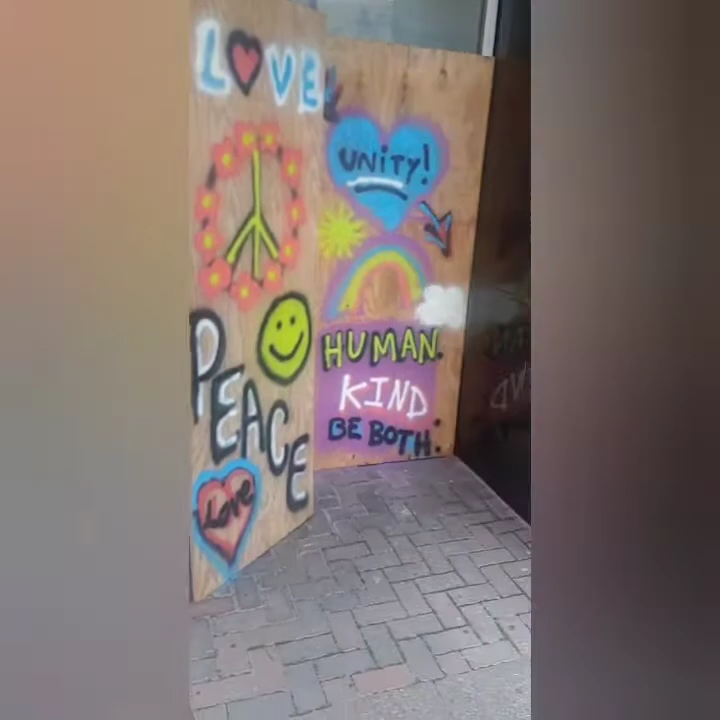 LOVE
UNITY!
HUMAN.
KIND
BE BOTH.
PEACE
Love